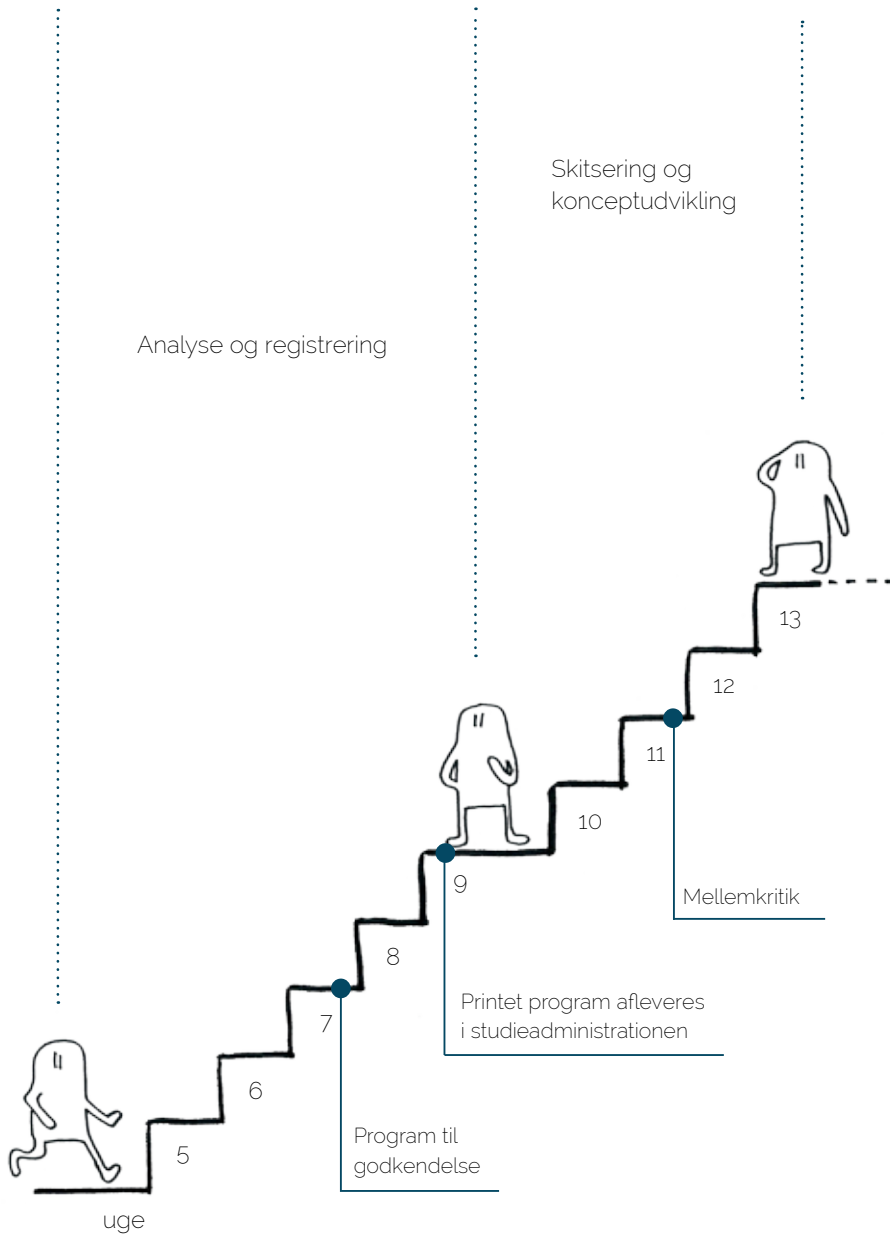 Skitsering og
konceptudvikling
Analyse og registrering
13
12
11
10
9
Mellemkritik
8
Printet program afleveres
i studieadministrationen
7
6
Program til
godkendelse
5
uge